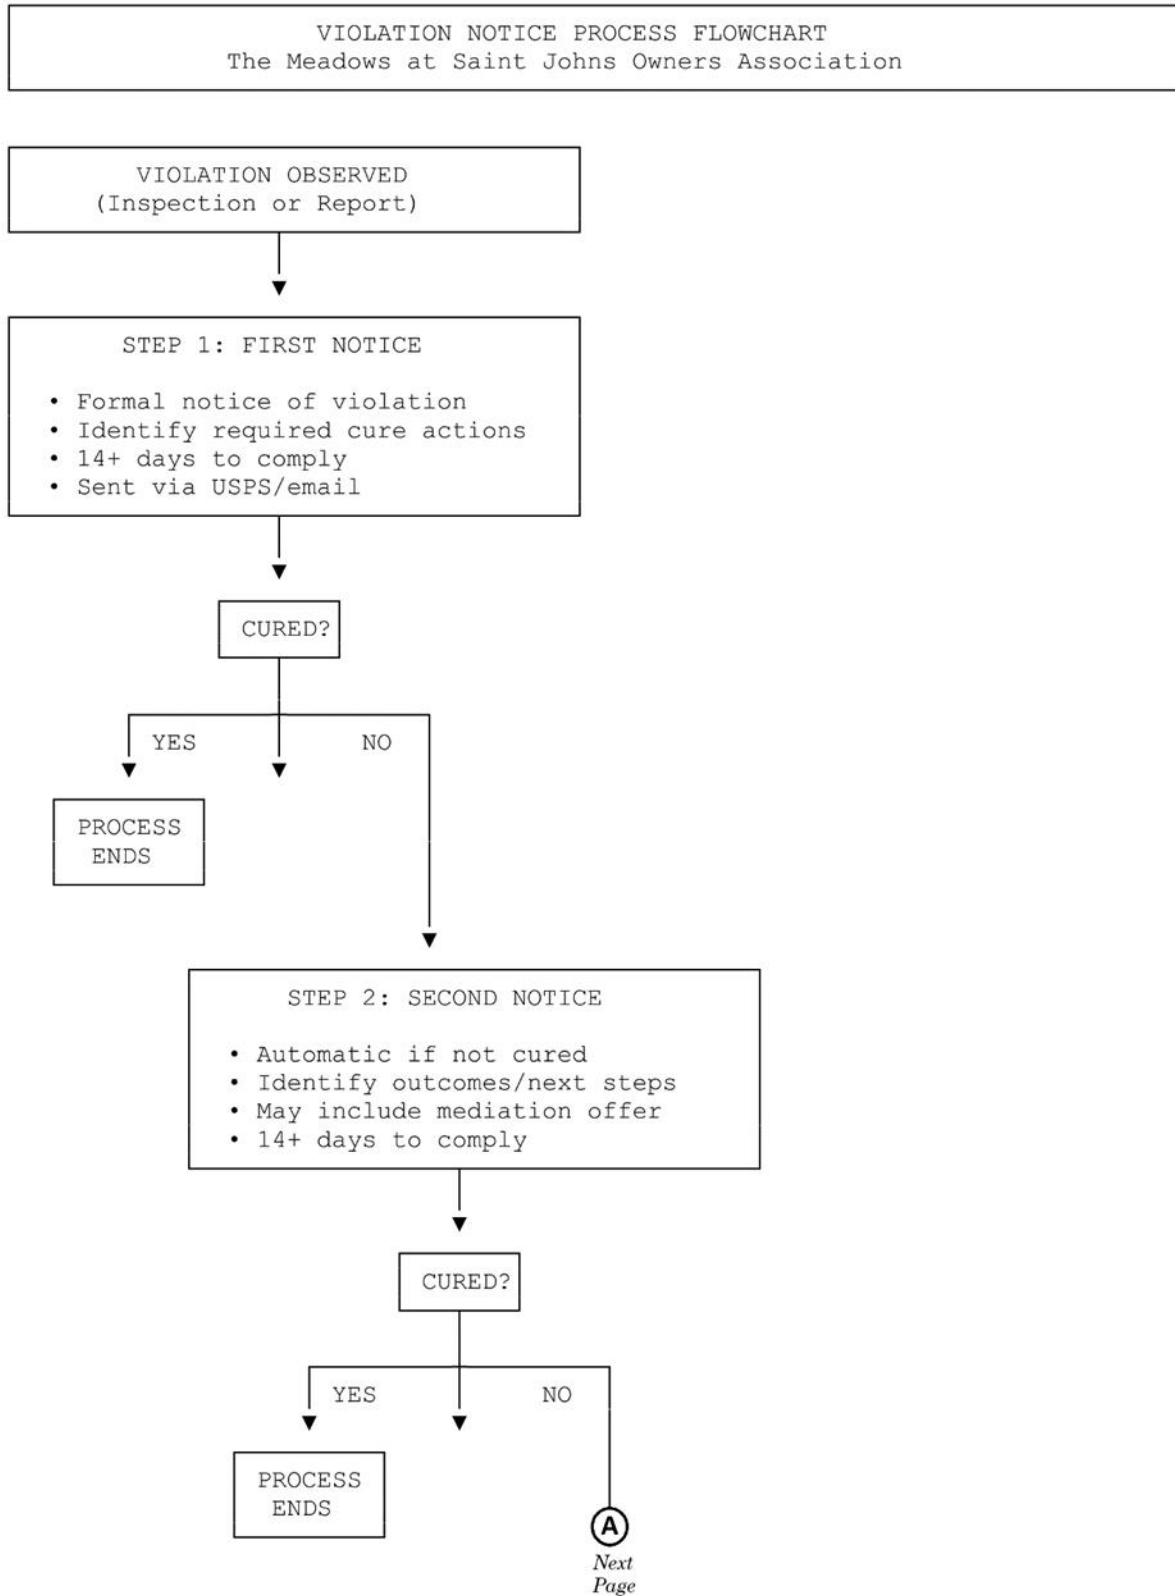 VIOLATION NOTICE PROCESS FLOWCHART
The Meadows at Saint Johns Owners Association
VIOLATION OBSERVED
(Inspection or Report)
STEP 1: FIRST NOTICE
• Formal notice of violation
• Identify required cure actions
• 14+ days to comply
• Sent via USPS/email
CURED?
YES NO
PROCESS
ENDS
STEP 2: SECOND NOTICE
• Automatic if not cured
• Identify outcomes/next steps
• May include mediation offer
• 14+ days to comply
CURED?
YES NO
PROCESS
ENDS
A
Next
Page